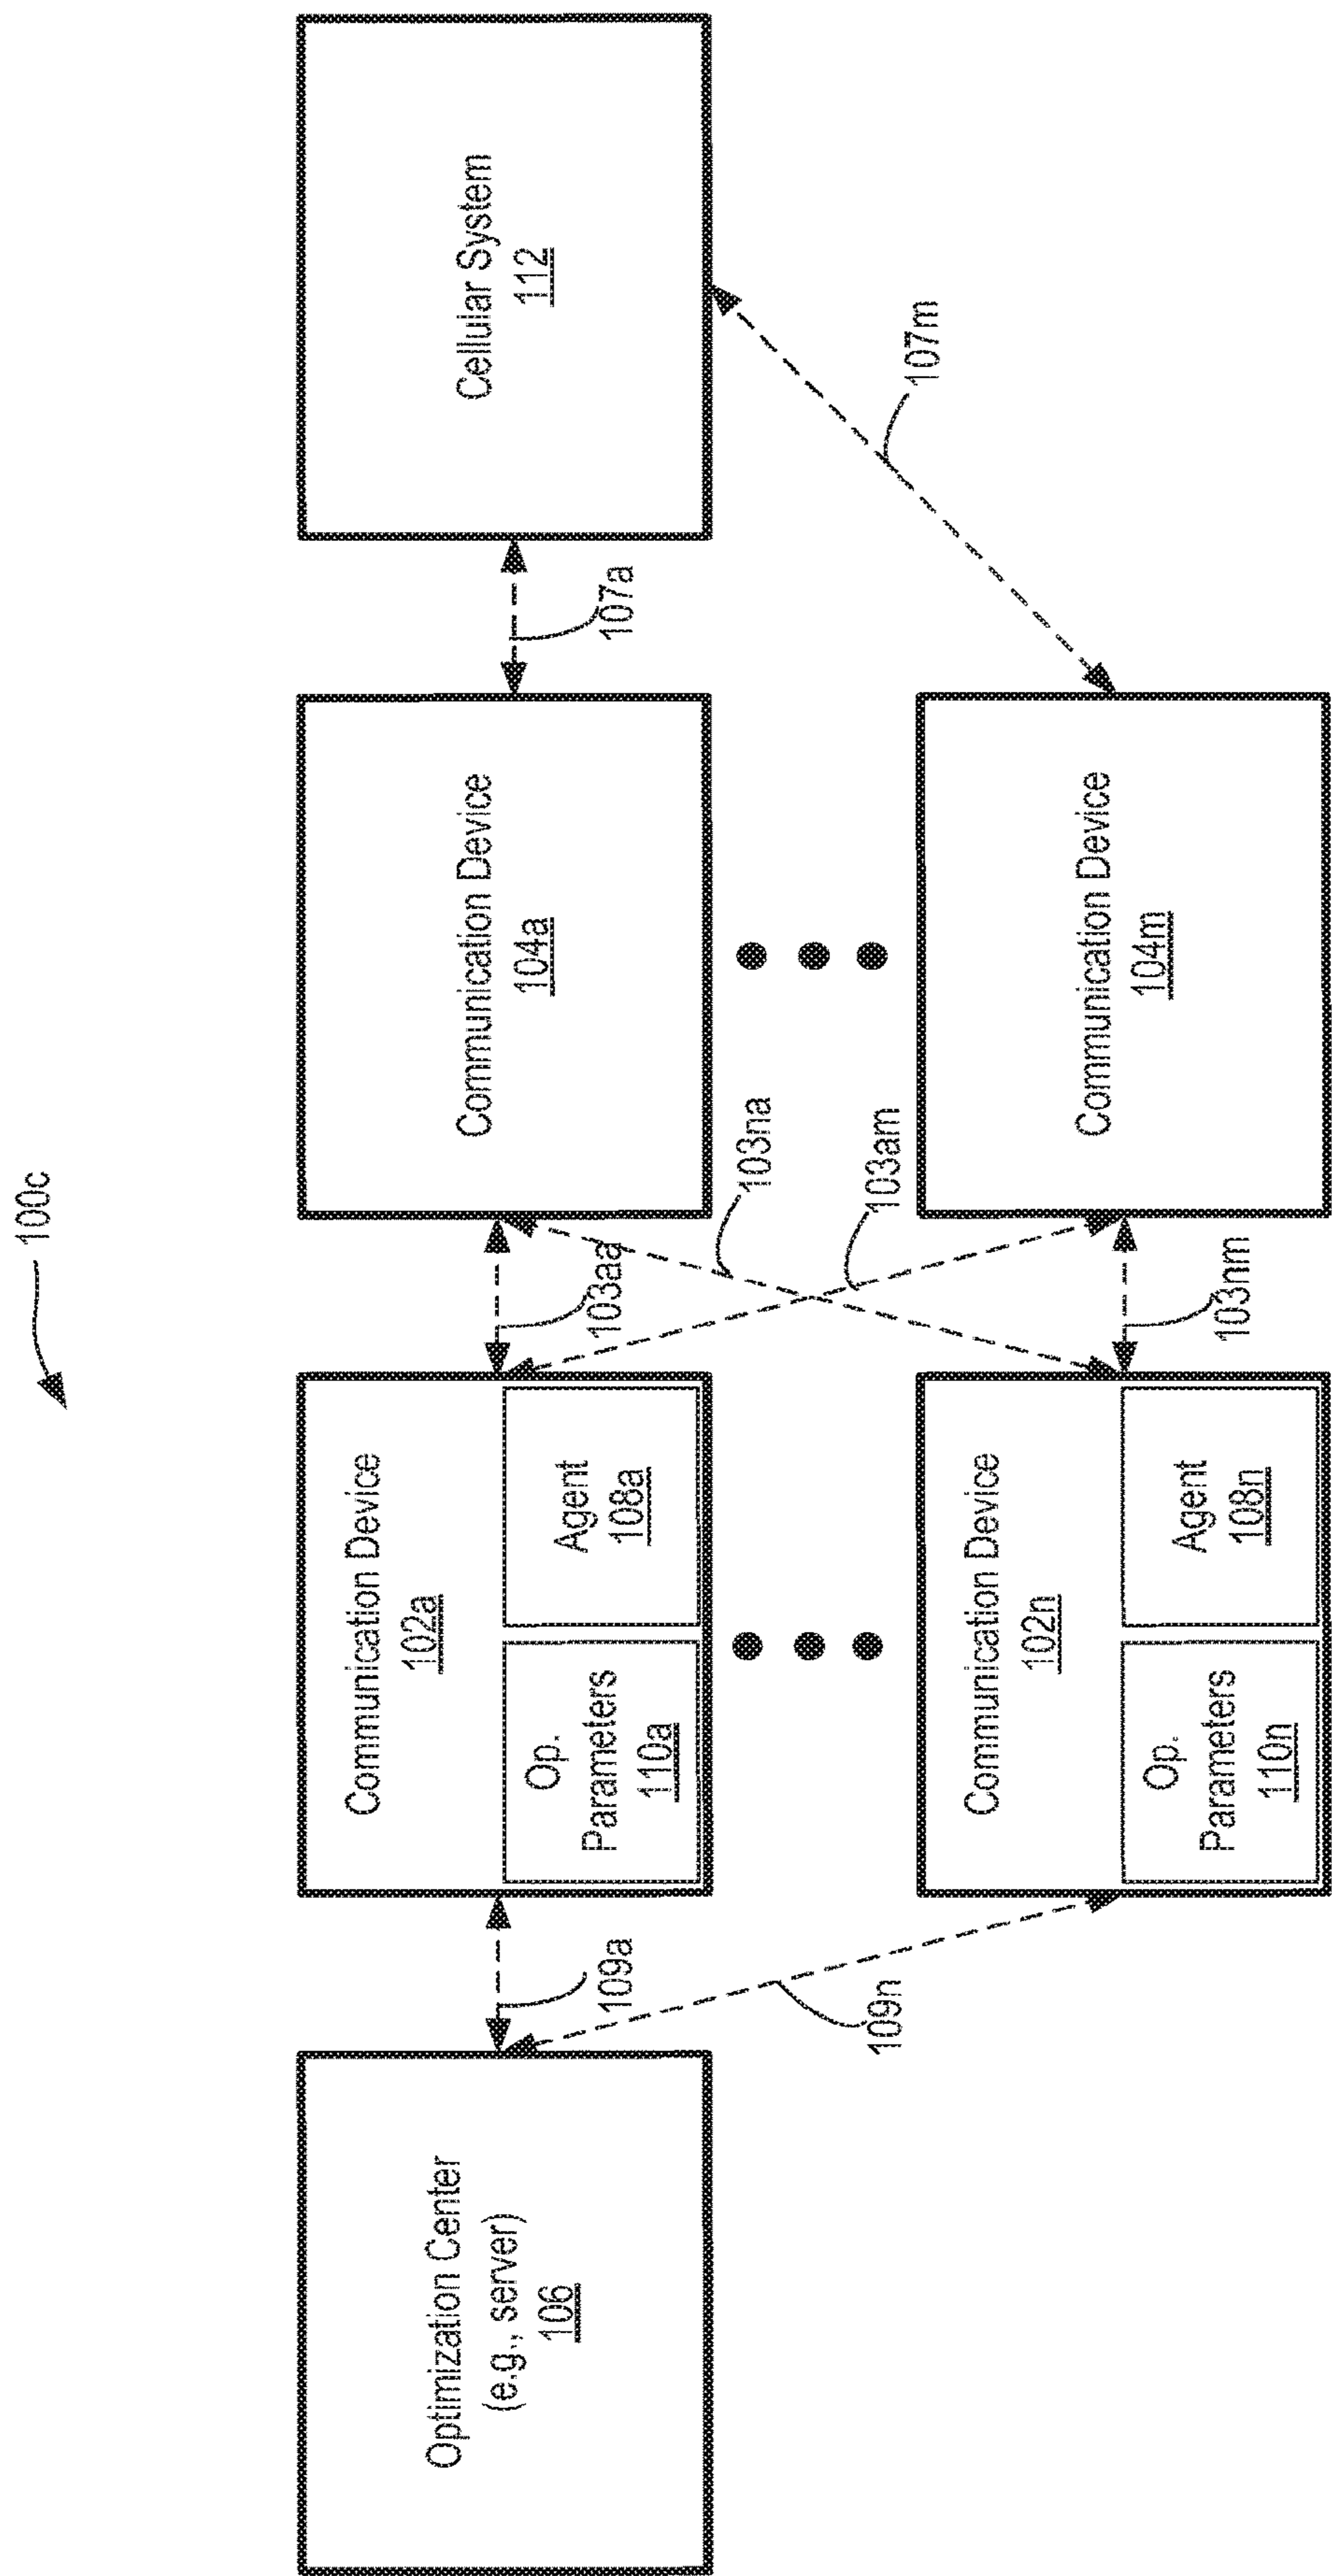 100c
Optimization Center
(e.g., server)
106
109a
109n
Communication Device
102a
Op.
Parameters
110a
Agent
108a
Communication Device
102n
Op.
Parameters
110n
Agent
108n
103aa
103na
103am
103nm
Communication Device
104a
Communication Device
104m
107a
107m
Cellular System
112